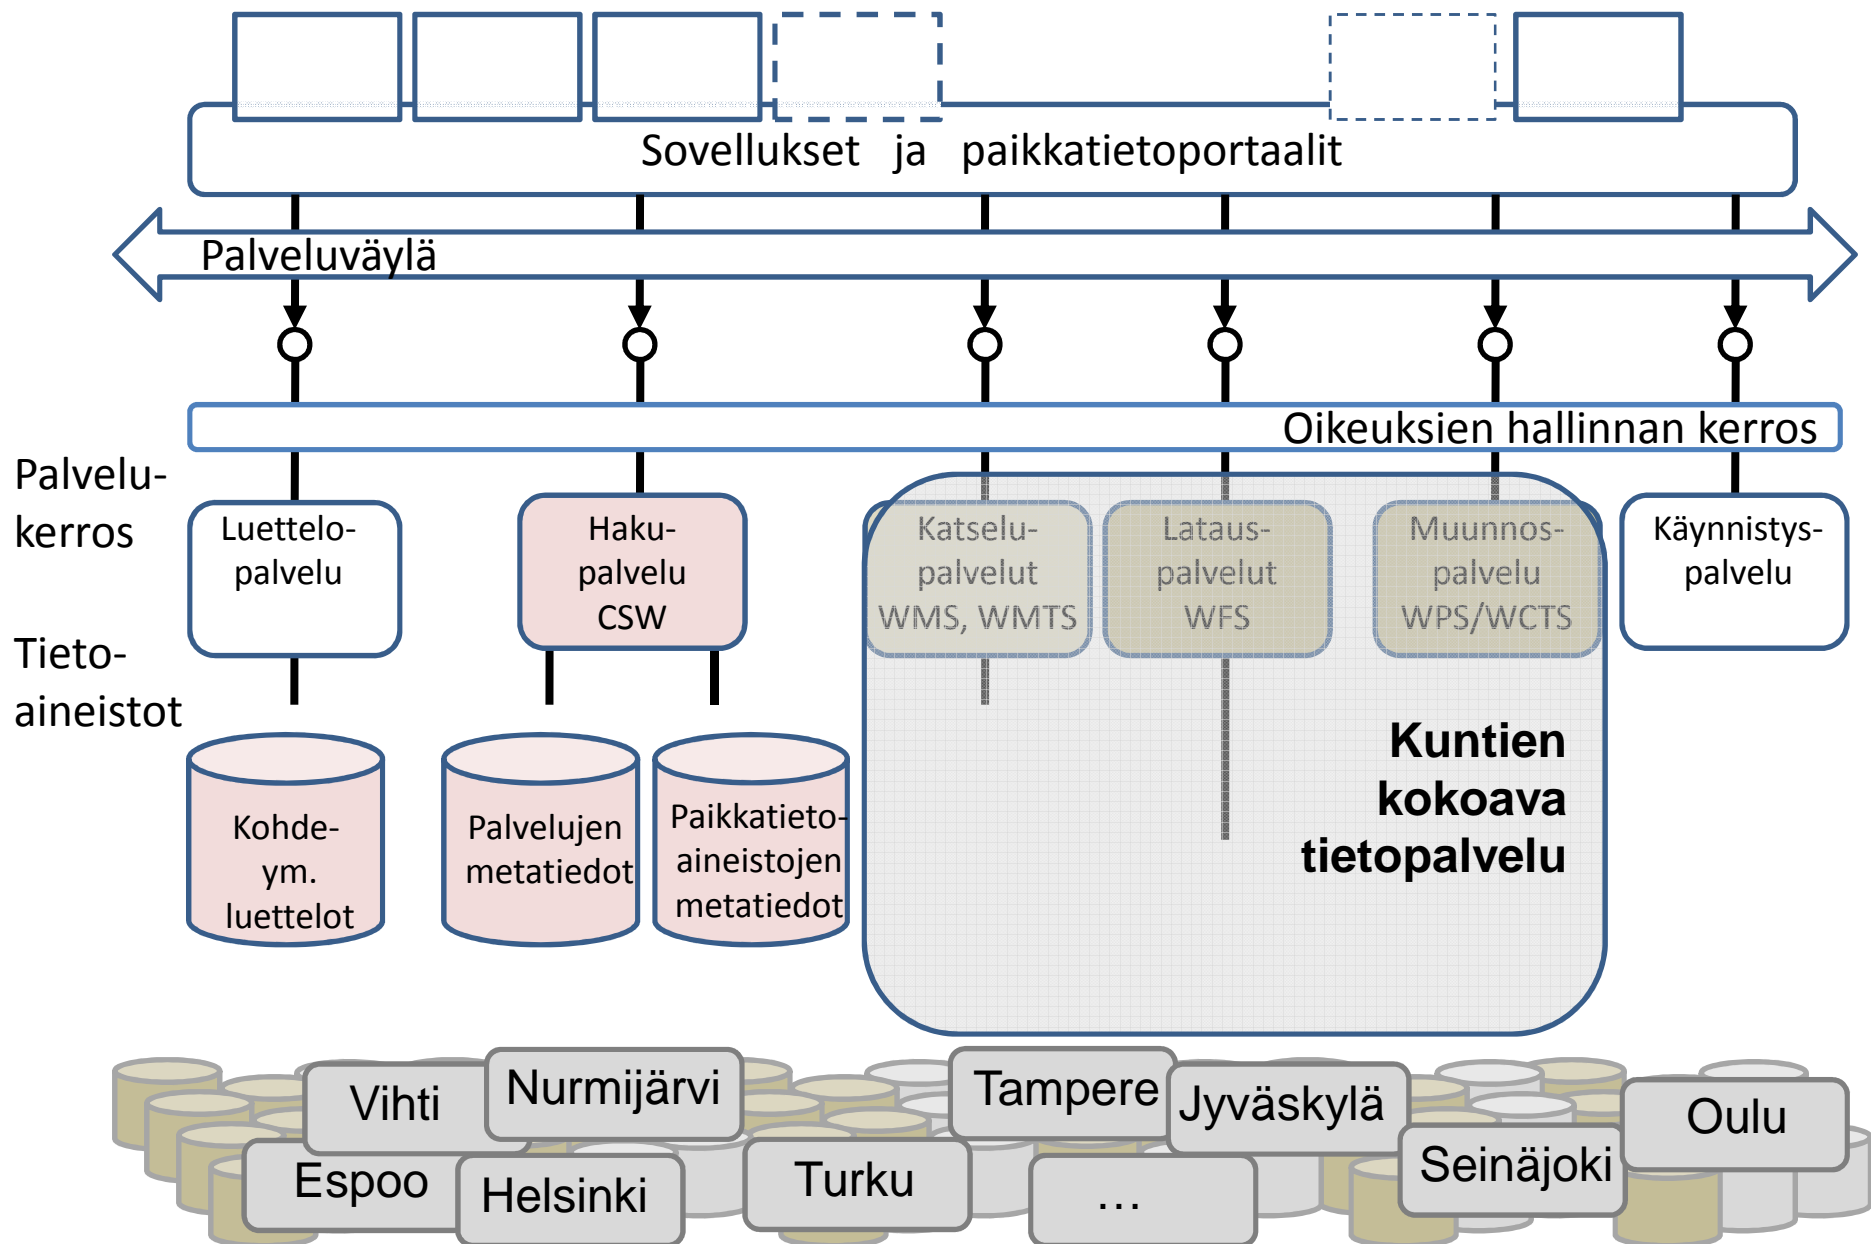 Sovellukset ja paikkatietoportaalit
Palveluväylä
Oikeuksien hallinnan kerros
Palvelu-
kerros
Luettelo-
palvelu
Haku-
palvelu
CSW
Katselu-
palvelut
WMS, WMTS
Lataus-
palvelut
WFS
Muunnos-
palvelu
WPS/WCTS
Käynnistys-
palvelu
Tieto-
aineistot
Kohde-
ym.
luettelot
Palvelujen
metatiedot
Paikkatieto-
aineistojen
metatiedot
Kuntien
kokoava
tietopalvelu
Vihti
Nurmijärvi
Tampere
Jyväskylä
Oulu
Espoo
Helsinki
Turku
...
Seinäjoki